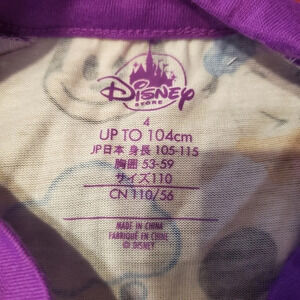 Disney
STORE
4
UP TO 104cm
JP日本 身長 105-115
胸囲 53-59
サイズ110
CN 110/56
MADE IN CHINA
FABRIQUÉ EN CHINE
© DISNEY